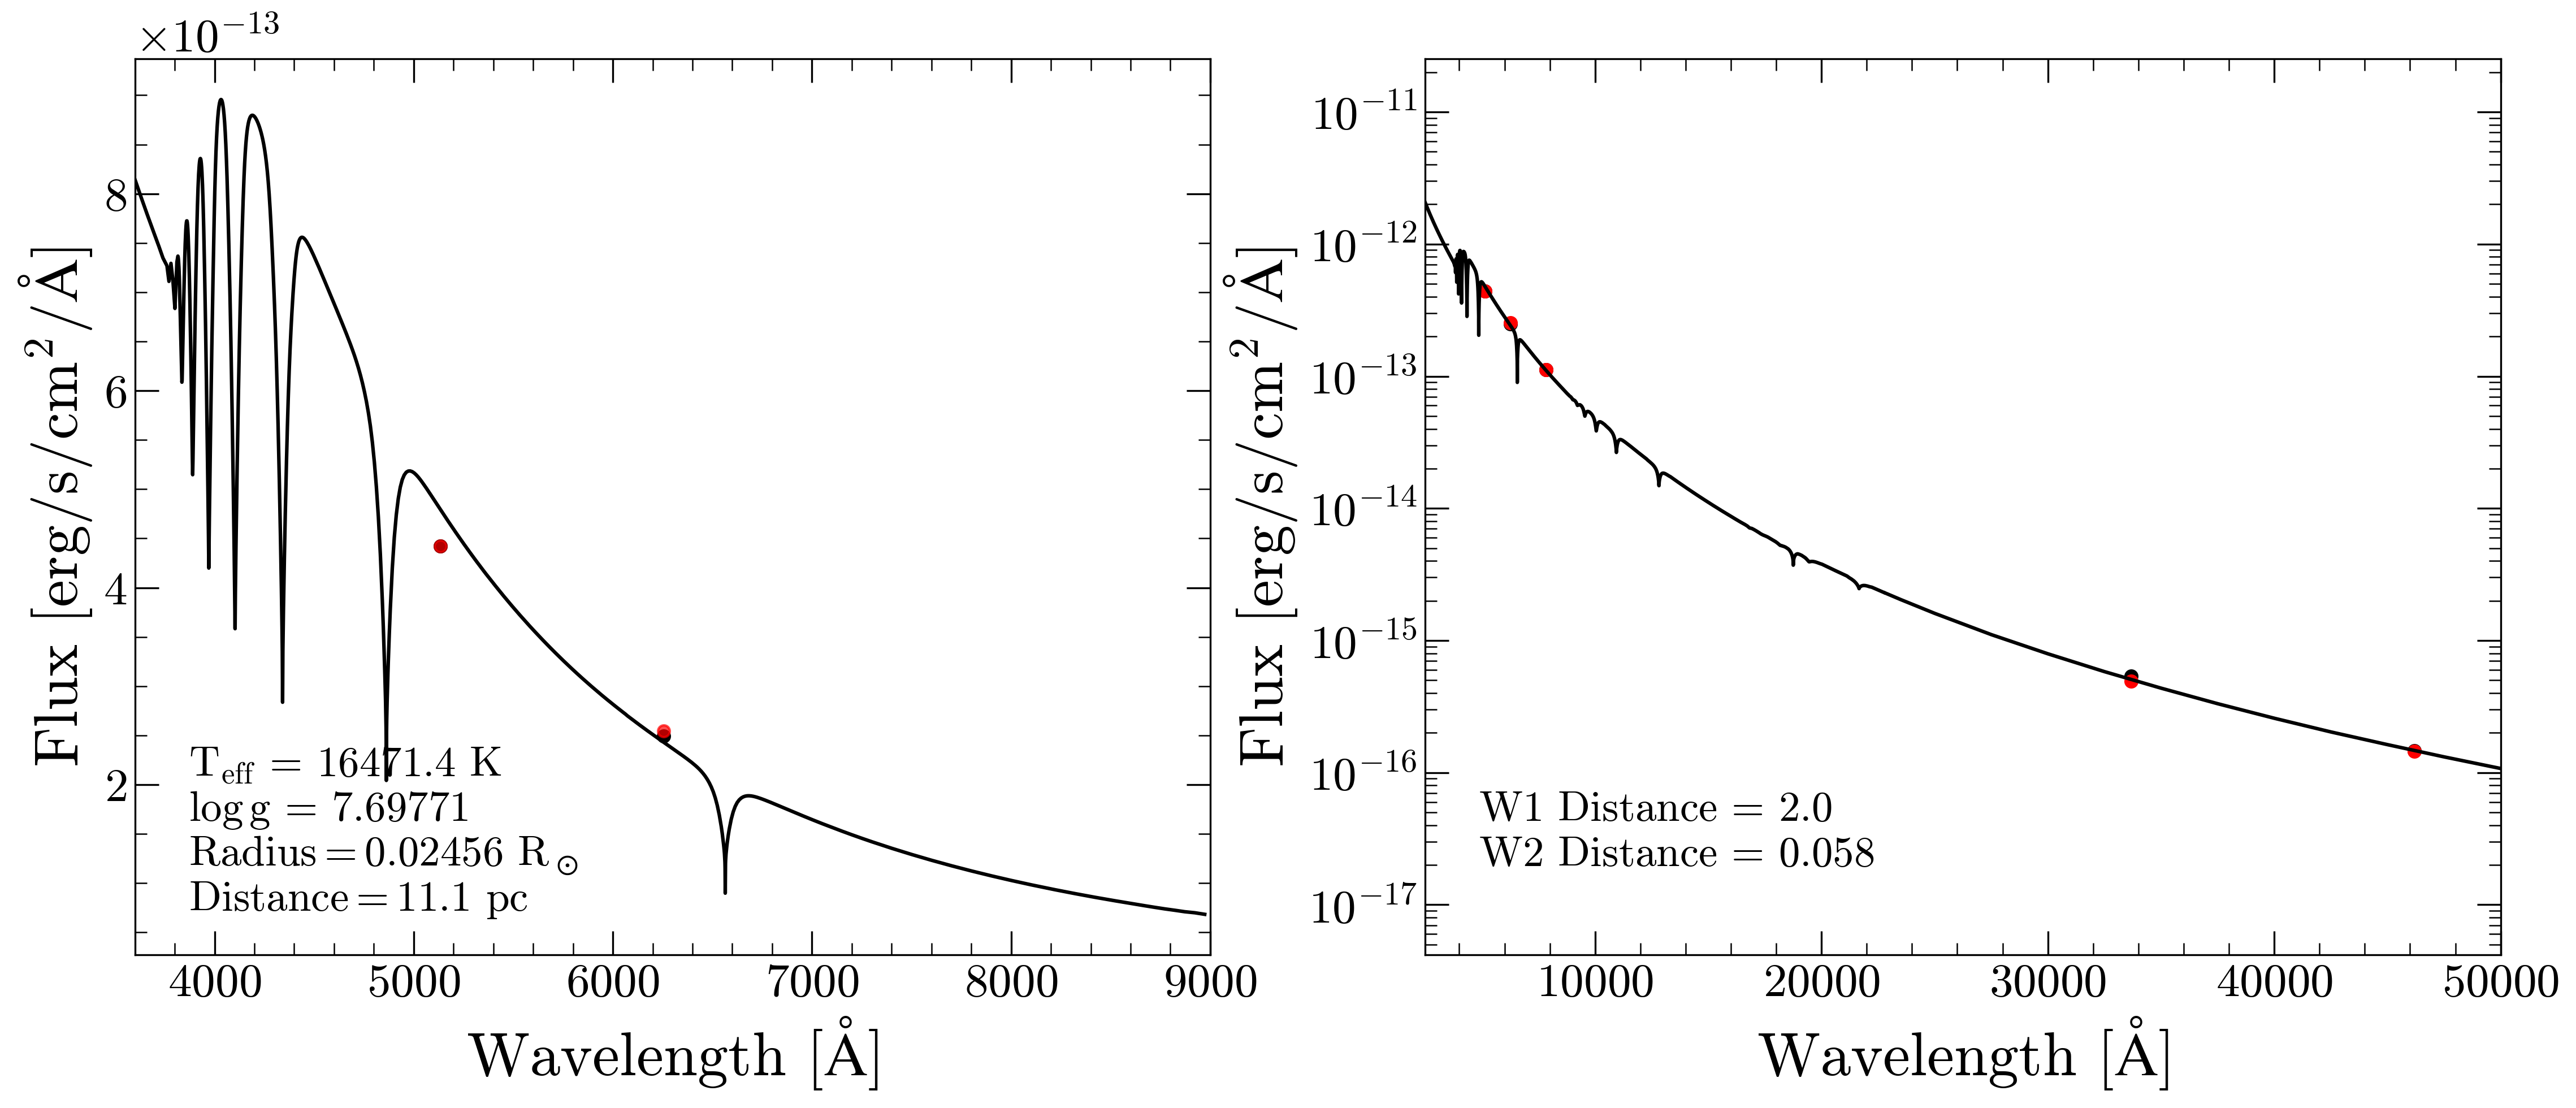 ×10⁻¹³
8
6
4
2
Flux [erg/s/cm²/Å]
T_eff = 16471.4 K
log g = 7.69771
Radius = 0.02456 R_⊙
Distance = 11.1 pc
4000 5000 6000 7000 8000 9000
Wavelength [Å]
10⁻¹¹
10⁻¹²
10⁻¹³
10⁻¹⁴
10⁻¹⁵
10⁻¹⁶
10⁻¹⁷
Flux [erg/s/cm²/Å]
W1 Distance = 2.0
W2 Distance = 0.058
10000 20000 30000 40000 50000
Wavelength [Å]